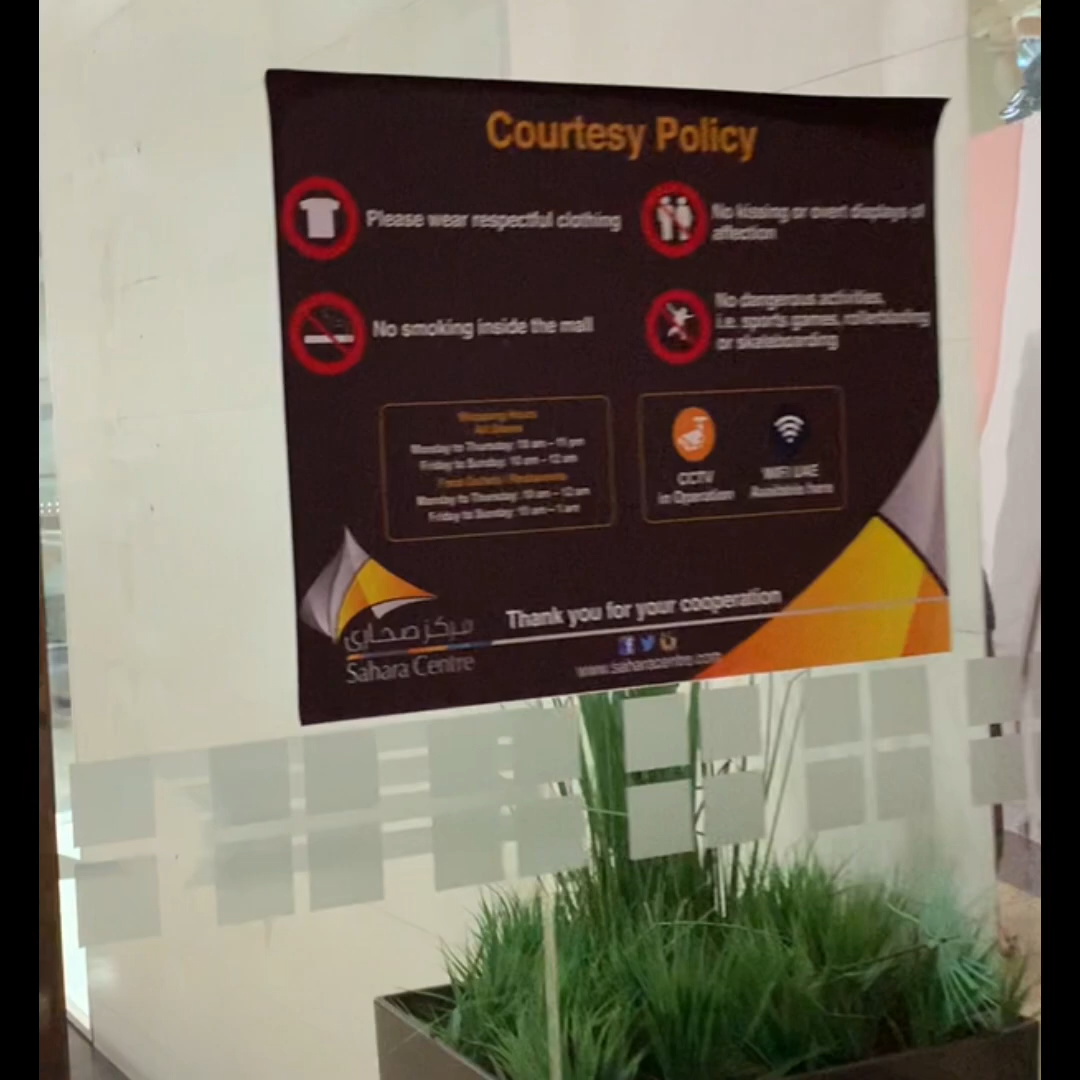 Courtesy Policy
Please wear respectful clothing
No kissing or overt displays of
affection
No smoking inside the mall
No dangerous activities,
i.e. sports games, rollerblading
or skateboarding
Shopping Hours
All Stores
Monday to Thursday: 10 am – 11 pm
Friday to Sunday: 10 am – 12 am
Monday to Thursday: 10 am – 12 am
Friday to Sunday: 10 am – 1 am
CCTV
in Operation
WiFi UAE
Available here
Thank you for your cooperation
مركز صحارى
Sahara Centre
www.saharacentre.com